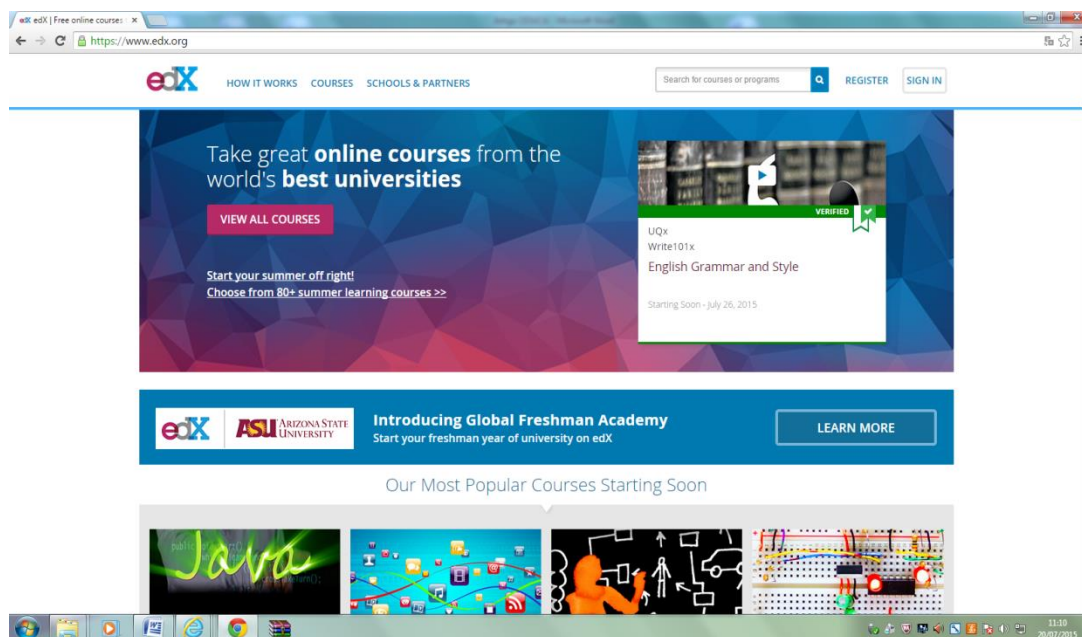 edX edX | Free online courses
https://www.edx.org
edX
HOW IT WORKS COURSES SCHOOLS & PARTNERS
Search for courses or programs
REGISTER
SIGN IN
Take great online courses from the
world's best universities
VIEW ALL COURSES
Start your summer off right!
Choose from 80+ summer learning courses >>
VERIFIED
UQx
Write101x
English Grammar and Style
Starting Soon - July 26, 2015
edX
ASU ARIZONA STATE
UNIVERSITY
Introducing Global Freshman Academy
Start your freshman year of university on edX
LEARN MORE
Our Most Popular Courses Starting Soon
Java
11:10
20/07/2015